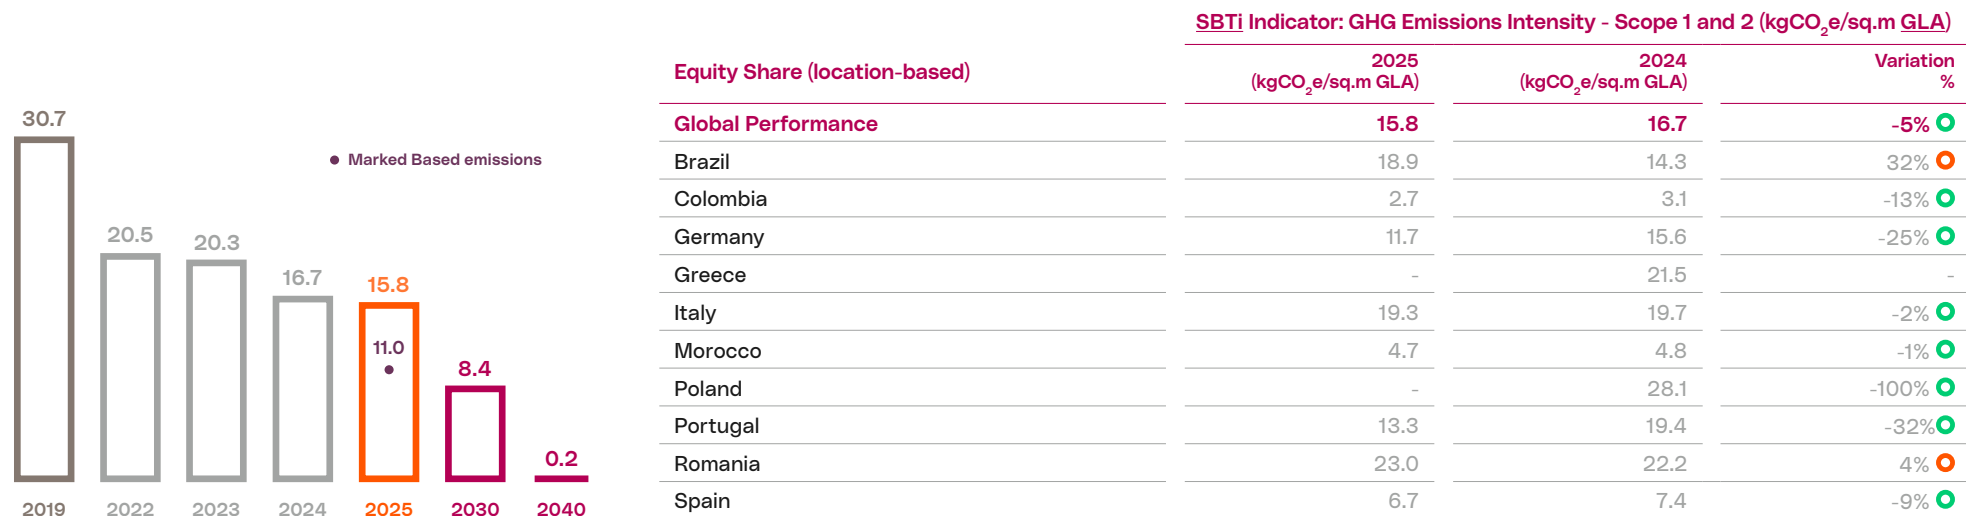 30.7
20.5
20.3
16.7
15.8
11.0
8.4
0.2
Marked Based emissions
2019 2022 2023 2024 2025 2030 2040
SBTi Indicator: GHG Emissions Intensity - Scope 1 and 2 (kgCO2e/sq.m GLA)
Equity Share (location-based) 2025 (kgCO2e/sq.m GLA) 2024 (kgCO2e/sq.m GLA) Variation %
Global Performance 15.8 16.7 -5%
Brazil 18.9 14.3 32%
Colombia 2.7 3.1 -13%
Germany 11.7 15.6 -25%
Greece - 21.5 -
Italy 19.3 19.7 -2%
Morocco 4.7 4.8 -1%
Poland - 28.1 -100%
Portugal 13.3 19.4 -32%
Romania 23.0 22.2 4%
Spain 6.7 7.4 -9%